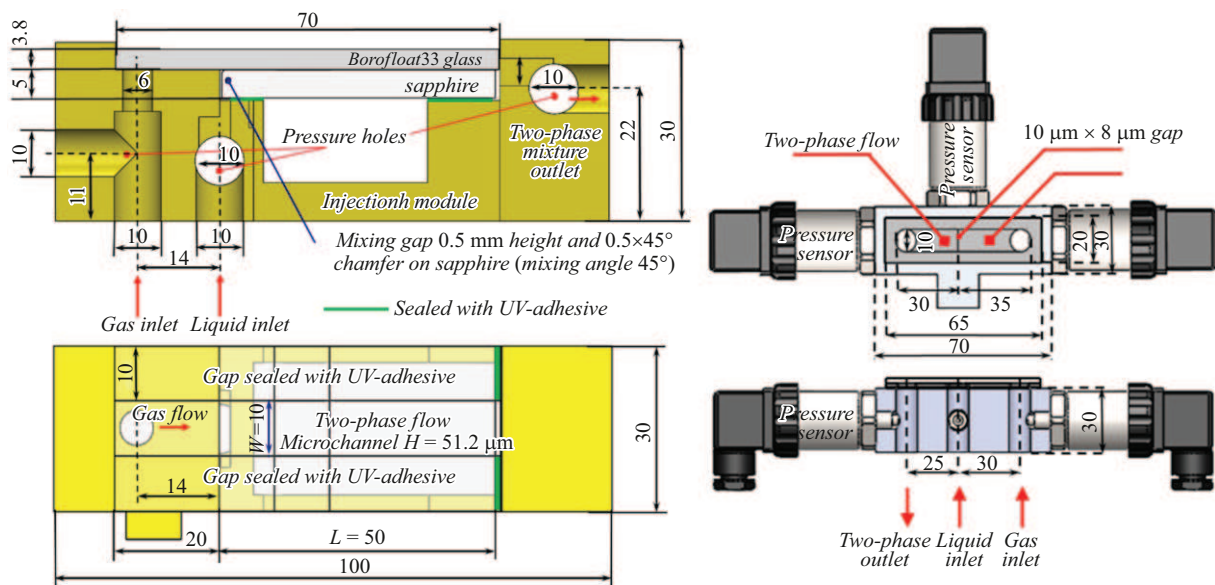 70
3.8
Borofloat33 glass
5
6
sapphire
10
10
Pressure holes
Two-phase
mixture
outlet
22
30
10
11
Injectionh module
10
10
Mixing gap 0.5 mm height and 0.5×45°
chamfer on sapphire (mixing angle 45°)
14
Sealed with UV-adhesive
Gas inlet
Liquid inlet
10
Gap sealed with UV-adhesive
Gas flow
W=10
Two-phase flow
Microchannel H = 51.2 μm
30
Gap sealed with UV-adhesive
14
20
L = 50
100
Two-phase flow
10 μm × 8 μm gap
Pressure
sensor
Pressure
sensor
10
20
30
30
35
65
70
Pressure
sensor
30
25
30
Two-phase
outlet
Liquid
inlet
Gas
inlet